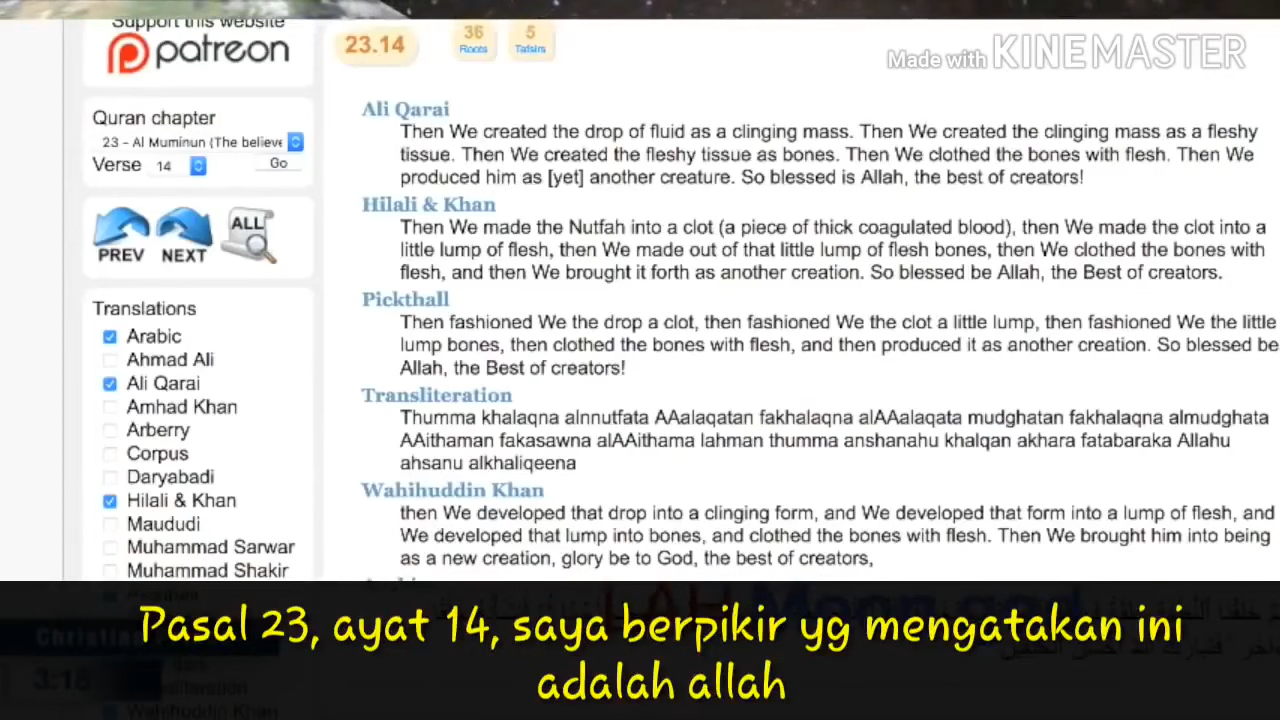 Support this website
patreon
23.14
36
Roots
5
Tafsirs
Made with KINEMASTER
Quran chapter
23 - Al Muminun (The believe
Verse 14 Go
PREV NEXT ALL
Translations
Arabic
Ahmad Ali
Ali Qarai
Amhad Khan
Arberry
Corpus
Daryabadi
Hilali & Khan
Maududi
Muhammad Sarwar
Muhammad Shakir
Ali Qarai
Then We created the drop of fluid as a clinging mass. Then We created the clinging mass as a fleshy
tissue. Then We created the fleshy tissue as bones. Then We clothed the bones with flesh. Then We
produced him as [yet] another creature. So blessed is Allah, the best of creators!
Hilali & Khan
Then We made the Nutfah into a clot (a piece of thick coagulated blood), then We made the clot into a
little lump of flesh, then We made out of that little lump of flesh bones, then We clothed the bones with
flesh, and then We brought it forth as another creation. So blessed be Allah, the Best of creators.
Pickthall
Then fashioned We the drop a clot, then fashioned We the clot a little lump, then fashioned We the little
lump bones, then clothed the bones with flesh, and then produced it as another creation. So blessed be
Allah, the Best of creators!
Transliteration
Thumma khalaqna alnnutfata AAalaqatan fakhalaqna alAAalaqata mudghatan fakhalaqna almudghata
AAithaman fakasawna alAAithama lahman thumma anshanahu khalqan akhara fatabaraka Allahu
ahsanu alkhaliqeena
Wahihuddin Khan
then We developed that drop into a clinging form, and We developed that form into a lump of flesh, and
We developed that lump into bones, and clothed the bones with flesh. Then We brought him into being
as a new creation, glory be to God, the best of creators,
Christian
3:18
Wahihuddin Khan
Pasal 23, ayat 14, saya berpikir yg mengatakan ini
adalah allah